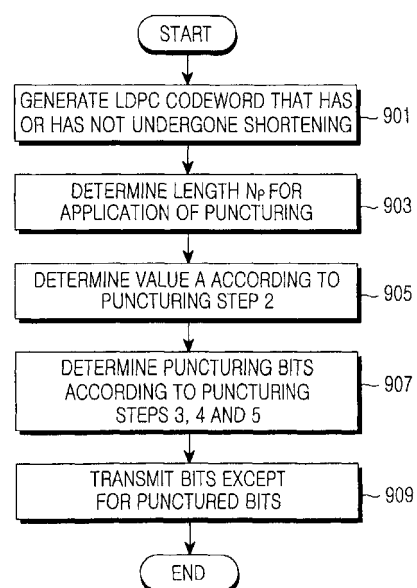 START
GENERATE LDPC CODEWORD THAT HAS
OR HAS NOT UNDERGONE SHORTENING
901
DETERMINE LENGTH Np FOR
APPLICATION OF PUNCTURING
903
DETERMINE VALUE A ACCORDING TO
PUNCTURING STEP 2
905
DETERMINE PUNCTURING BITS
ACCORDING TO PUNCTURING
STEPS 3, 4 AND 5
907
TRANSMIT BITS EXCEPT
FOR PUNCTURED BITS
909
END